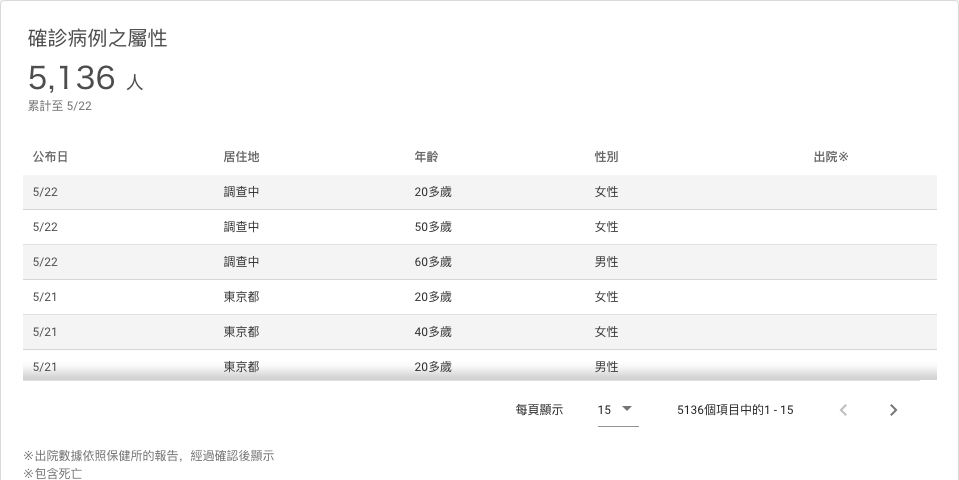 確診病例之屬性
5,136 人
累計至 5/22
公布日 居住地 年齡 性別 出院※
5/22 調查中 20多歲 女性
5/22 調查中 50多歲 女性
5/22 調查中 60多歲 男性
5/21 東京都 20多歲 女性
5/21 東京都 40多歲 女性
5/21 東京都 20多歲 男性
每頁顯示 15 5136個項目中的1 - 15
※出院數據依照保健所的報告，經過確認後顯示
※包含死亡